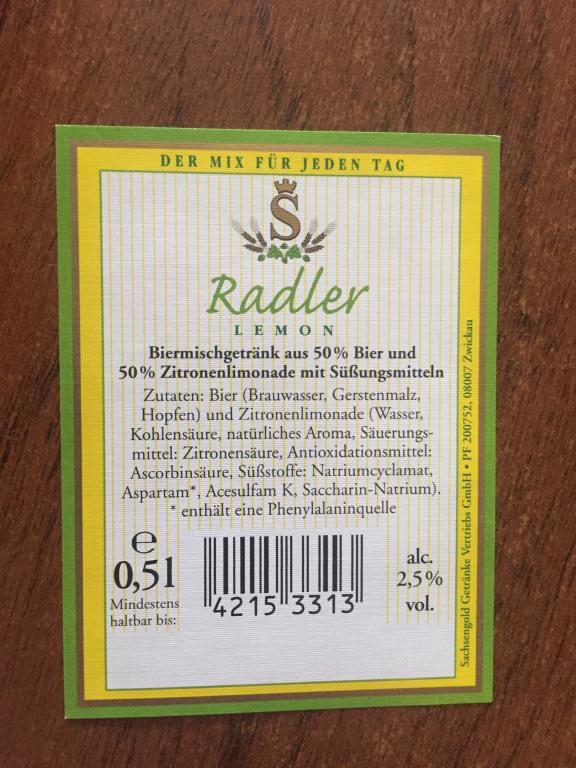 DER MIX FÜR JEDEN TAG
S
Radler
LEMON
Biermischgetränk aus 50% Bier und
50% Zitronenlimonade mit Süßungsmitteln
Zutaten: Bier (Brauwasser, Gerstenmalz,
Hopfen) und Zitronenlimonade (Wasser,
Kohlensäure, natürliches Aroma, Säuerungs-
mittel: Zitronensäure, Antioxidationsmittel:
Ascorbinsäure, Süßstoffe: Natriumcyclamat,
Aspartam*, Acesulfam K, Saccharin-Natrium).
* enthält eine Phenylalaninquelle
℮
0,5l
Mindestens
haltbar bis:
4215 3313
alc.
2,5%
vol.
Sachsengold Getränke Vertriebs GmbH • PF 200752, 08007 Zwickau